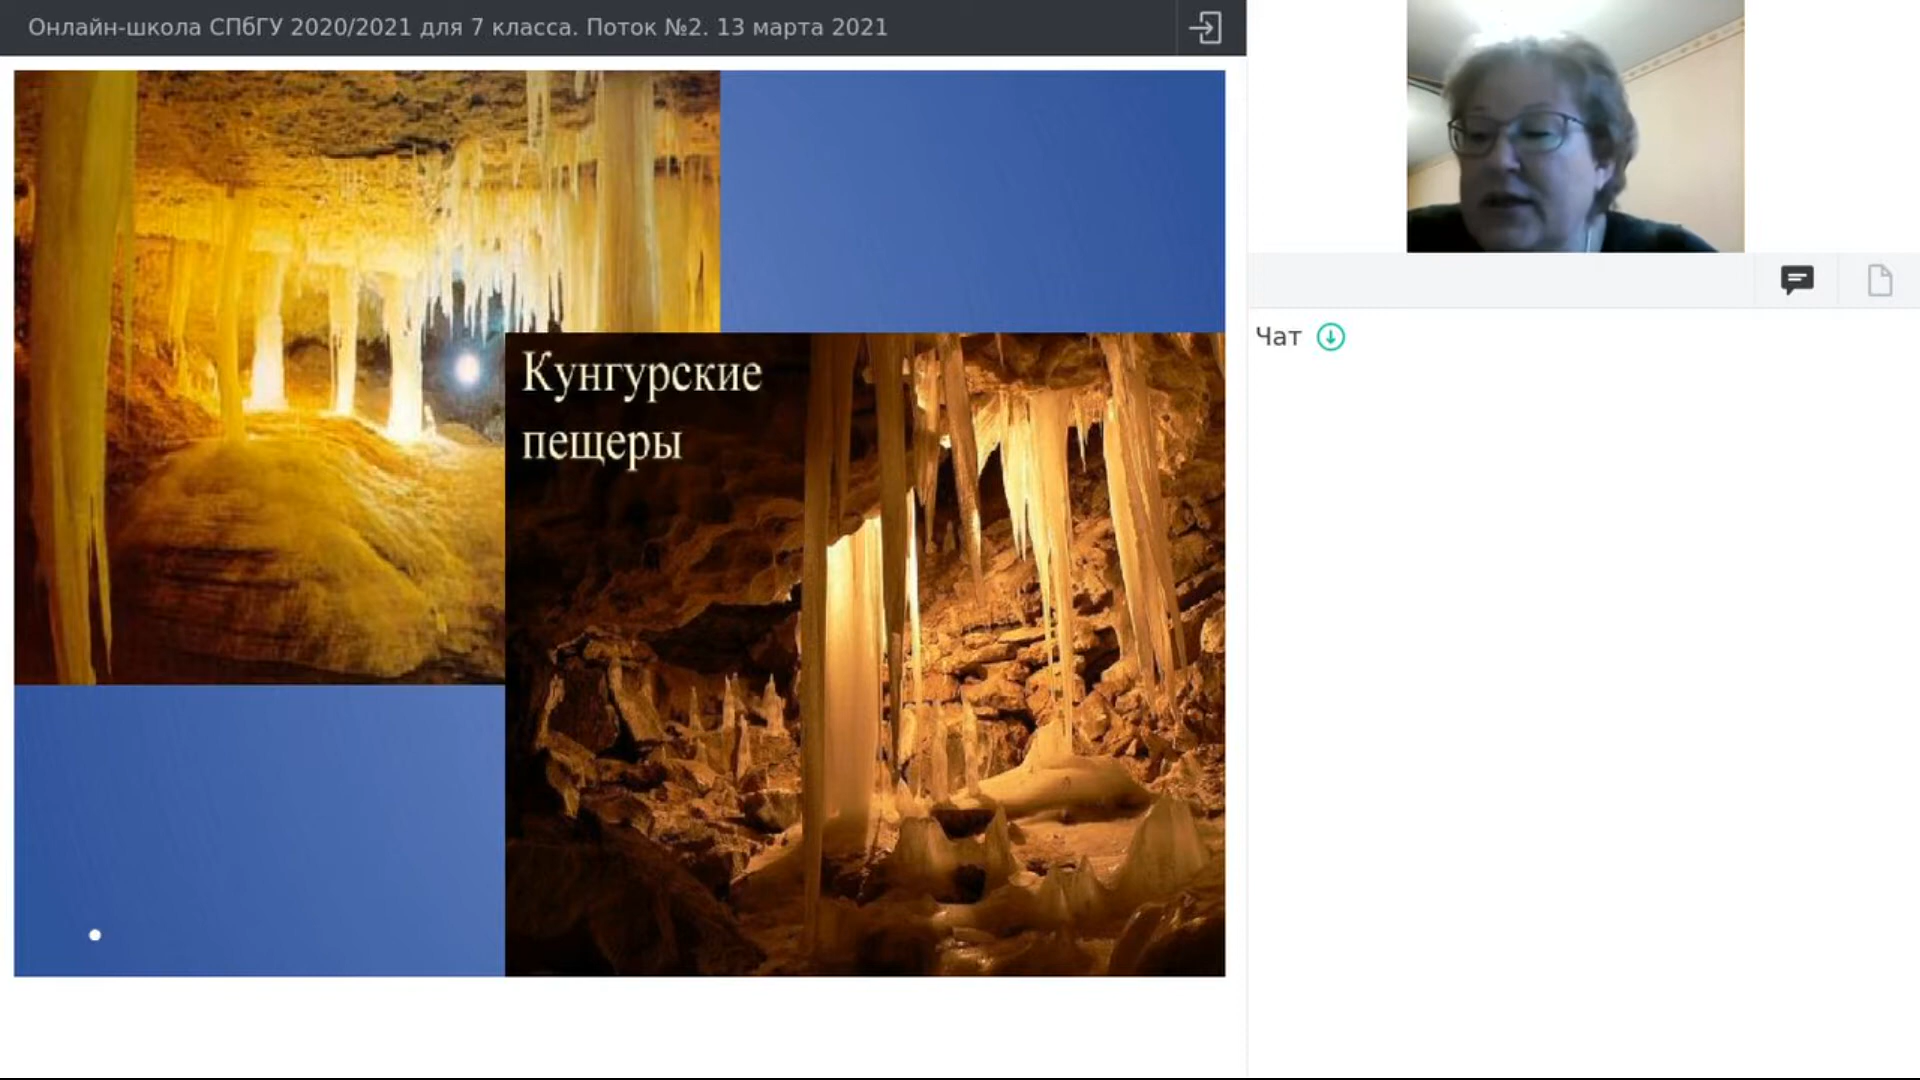 Онлайн-школа СПбГУ 2020/2021 для 7 класса. Поток №2. 13 марта 2021
Кунгурские
пещеры
Чат